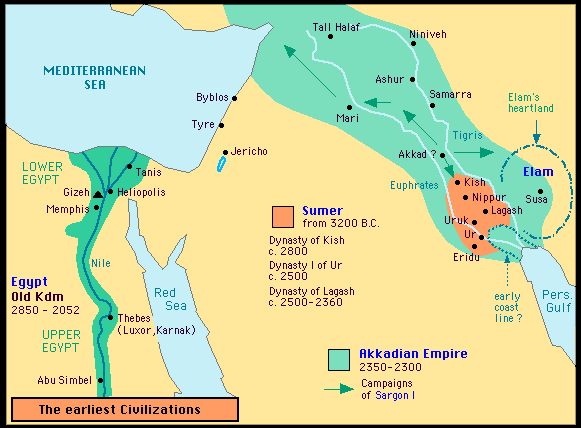 Tall Halaf
Niniveh
MEDITERRANEAN
SEA
Ashur
Samarra
Byblos
Mari
Elam's
heartland
Tyre
Tigris
Jericho
Akkad ?
LOWER
EGYPT
Tanis
Elam
Gizeh
Heliopolis
Euphrates
Kish
Susa
Memphis
Nippur
Sumer
from 3200 B.C.
Lagash
Uruk
Ur
Dynasty of Kish
c. 2800
Eridu
Nile
Dynasty I of Ur
c. 2500
Egypt
Old Kdm
2850 - 2052
Red
Sea
Dynasty of Lagash
c. 2500-2360
early
coast
line ?
Pers.
Gulf
Thebes
(Luxor, Karnak)
UPPER
EGYPT
Akkadian Empire
2350-2300
Abu Simbel
Campaigns
of Sargon I
The earliest Civilizations